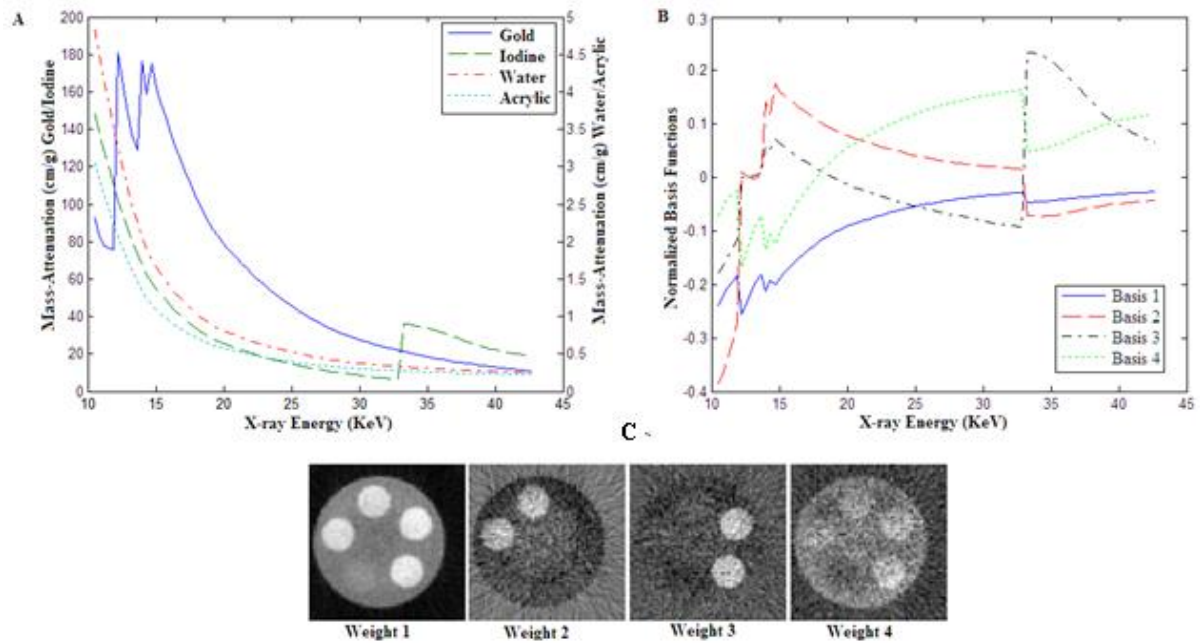 A
Mass-Attenuation (cm/g) Gold/Iodine
200
180
160
140
120
100
80
60
40
20
0
10 15 20 25 30 35 40 45
X-ray Energy (KeV)
5
4.5
4
3.5
3
2.5
2
1.5
1
0.5
0
Mass-Attenuation (cm/g) Water/Acrylic
Gold
Iodine
Water
Acrylic
B
Normalized Basis Functions
0.3
0.2
0.1
0
-0.1
-0.2
-0.3
-0.4
10 15 20 25 30 35 40 45
X-ray Energy (KeV)
Basis 1
Basis 2
Basis 3
Basis 4
C
Weight 1 Weight 2 Weight 3 Weight 4